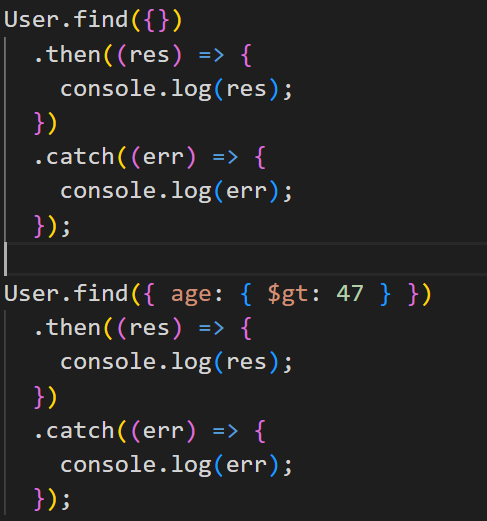 User.find({})
  .then((res) => {
    console.log(res);
  })
  .catch((err) => {
    console.log(err);
  });

User.find({ age: { $gt: 47 } })
  .then((res) => {
    console.log(res);
  })
  .catch((err) => {
    console.log(err);
  });